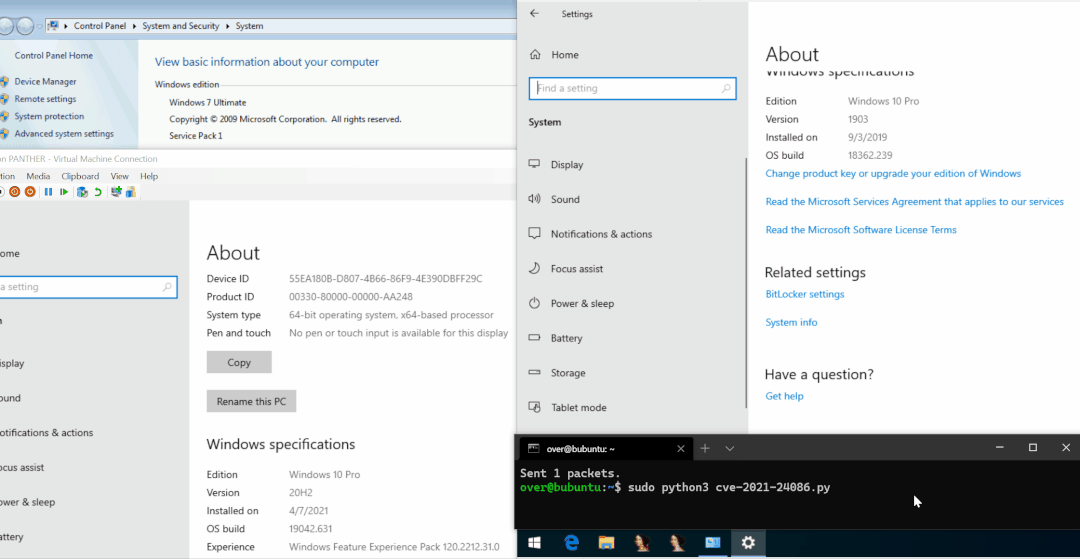 Control Panel
System and Security
System
Control Panel Home
Device Manager
Remote settings
System protection
Advanced system settings
View basic information about your computer
Windows edition
Windows 7 Ultimate
Copyright © 2009 Microsoft Corporation. All rights reserved.
Service Pack 1
on PANTHER - Virtual Machine Connection
tion Media Clipboard View Help
ome
a setting
n
isplay
ound
otifications & actions
ocus assist
ower & sleep
attery
About
Device ID 55EA180B-D807-4B66-86F9-4E390DBFF29C
Product ID 00330-80000-00000-AA248
System type 64-bit operating system, x64-based processor
Pen and touch No pen or touch input is available for this display
Copy
Rename this PC
Windows specifications
Edition Windows 10 Pro
Version 20H2
Installed on 4/7/2021
OS build 19042.631
Experience Windows Feature Experience Pack 120.2212.31.0
Settings
Home
Find a setting
System
Display
Sound
Notifications & actions
Focus assist
Power & sleep
Battery
Storage
Tablet mode
About
Windows specifications
Edition Windows 10 Pro
Version 1903
Installed on 9/3/2019
OS build 18362.239
Change product key or upgrade your edition of Windows
Read the Microsoft Services Agreement that applies to our services
Read the Microsoft Software License Terms
Related settings
BitLocker settings
System info
Have a question?
Get help
over@bubuntu: ~
Sent 1 packets.
over@bubuntu:~$ sudo python3 cve-2021-24086.py